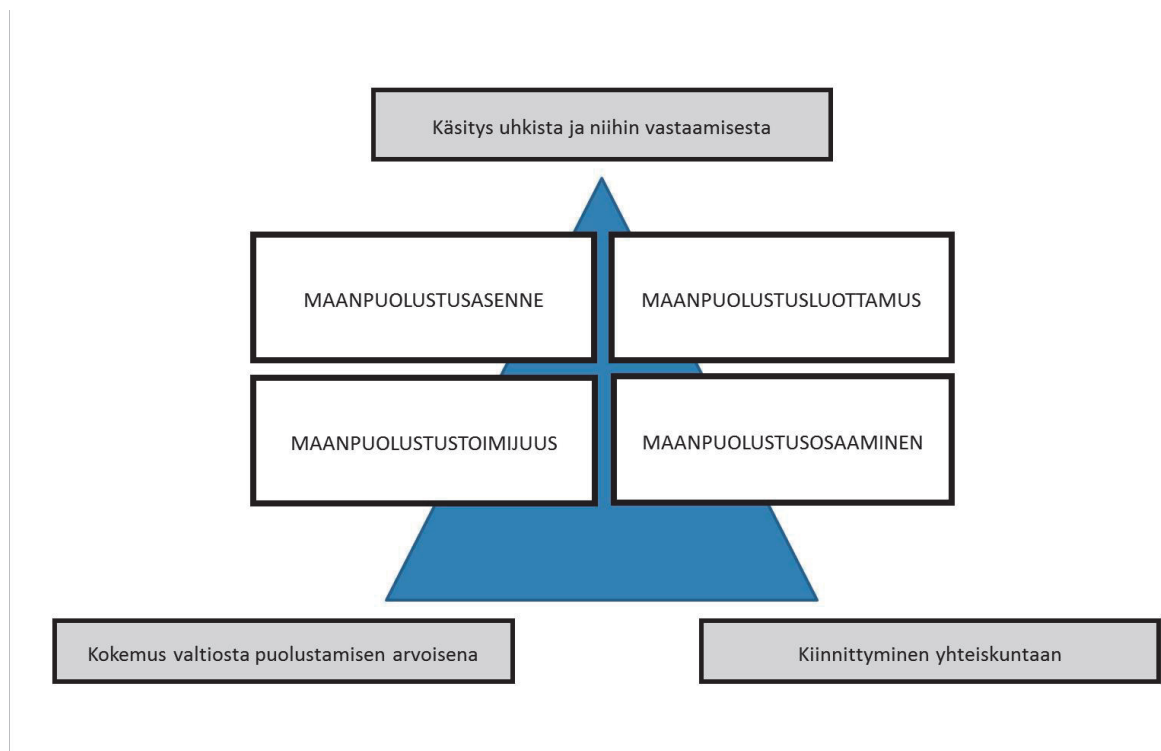 Käsitys uhkista ja niihin vastaamisesta
MAANPUOLUSTUSASENNE
MAANPUOLUSTUSLUOTTAMUS
MAANPUOLUSTUSTOIMIJUUS
MAANPUOLUSTUSOSAAMINEN
Kokemus valtiosta puolustamisen arvoisena
Kiinnittyminen yhteiskuntaan